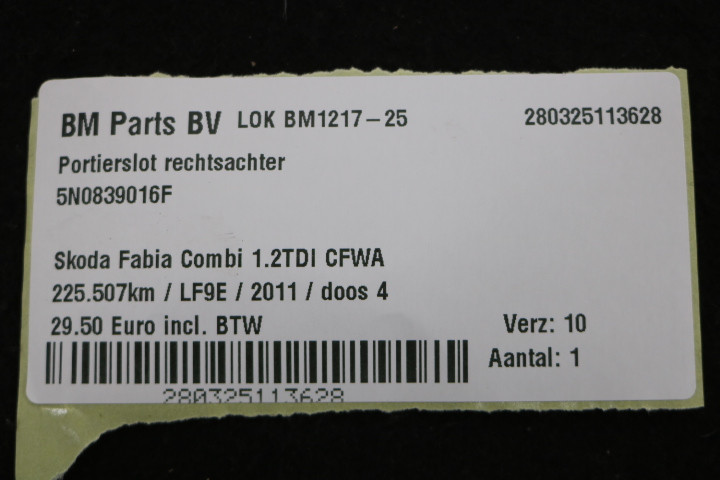 BM Parts BV LOK BM1217-25 280325113628
Portierslot rechtsachter
5N0839016F
Skoda Fabia Combi 1.2TDI CFWA
225.507km / LF9E / 2011 / doos 4
29.50 Euro incl. BTW Verz: 10
Aantal: 1
280325113628